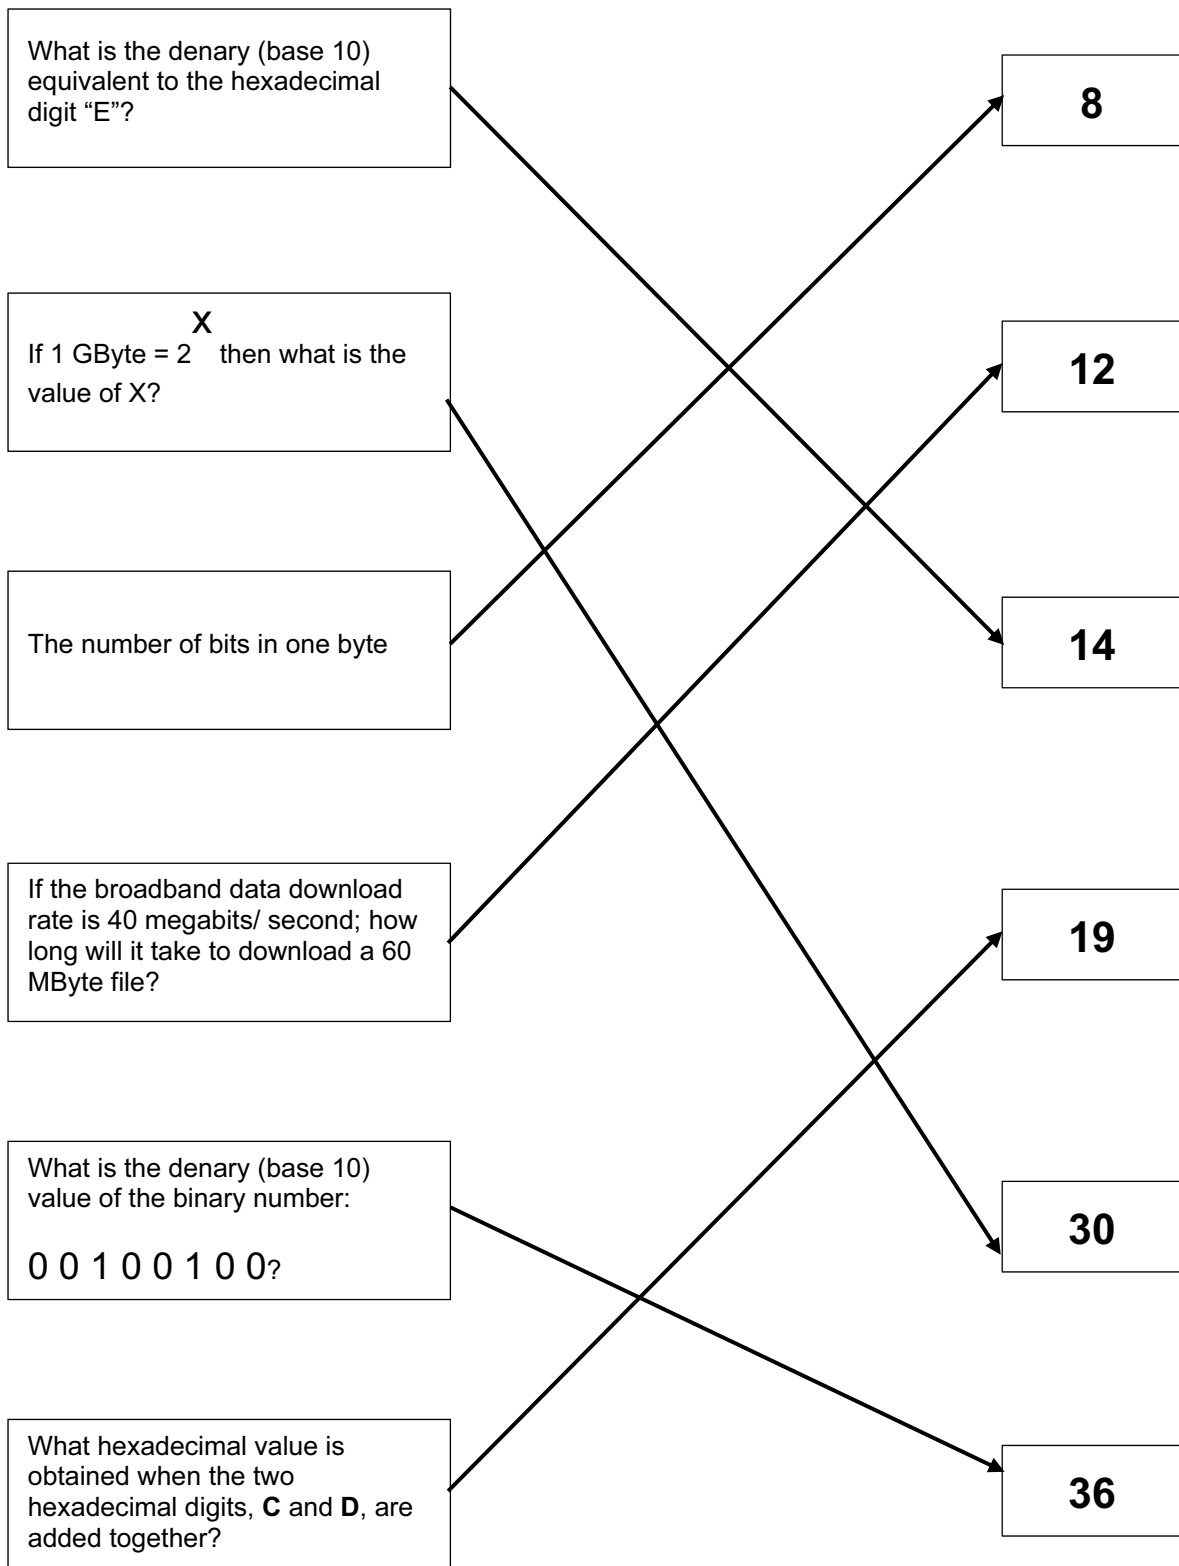 What is the denary (base 10)
equivalent to the hexadecimal
digit “E”?
8
X
If 1 GByte = 2 then what is the
value of X?
12
The number of bits in one byte
14
If the broadband data download
rate is 40 megabits/ second; how
long will it take to download a 60
MByte file?
19
What is the denary (base 10)
value of the binary number:
0 0 1 0 0 1 0 0?
30
What hexadecimal value is
obtained when the two
hexadecimal digits, C and D, are
added together?
36